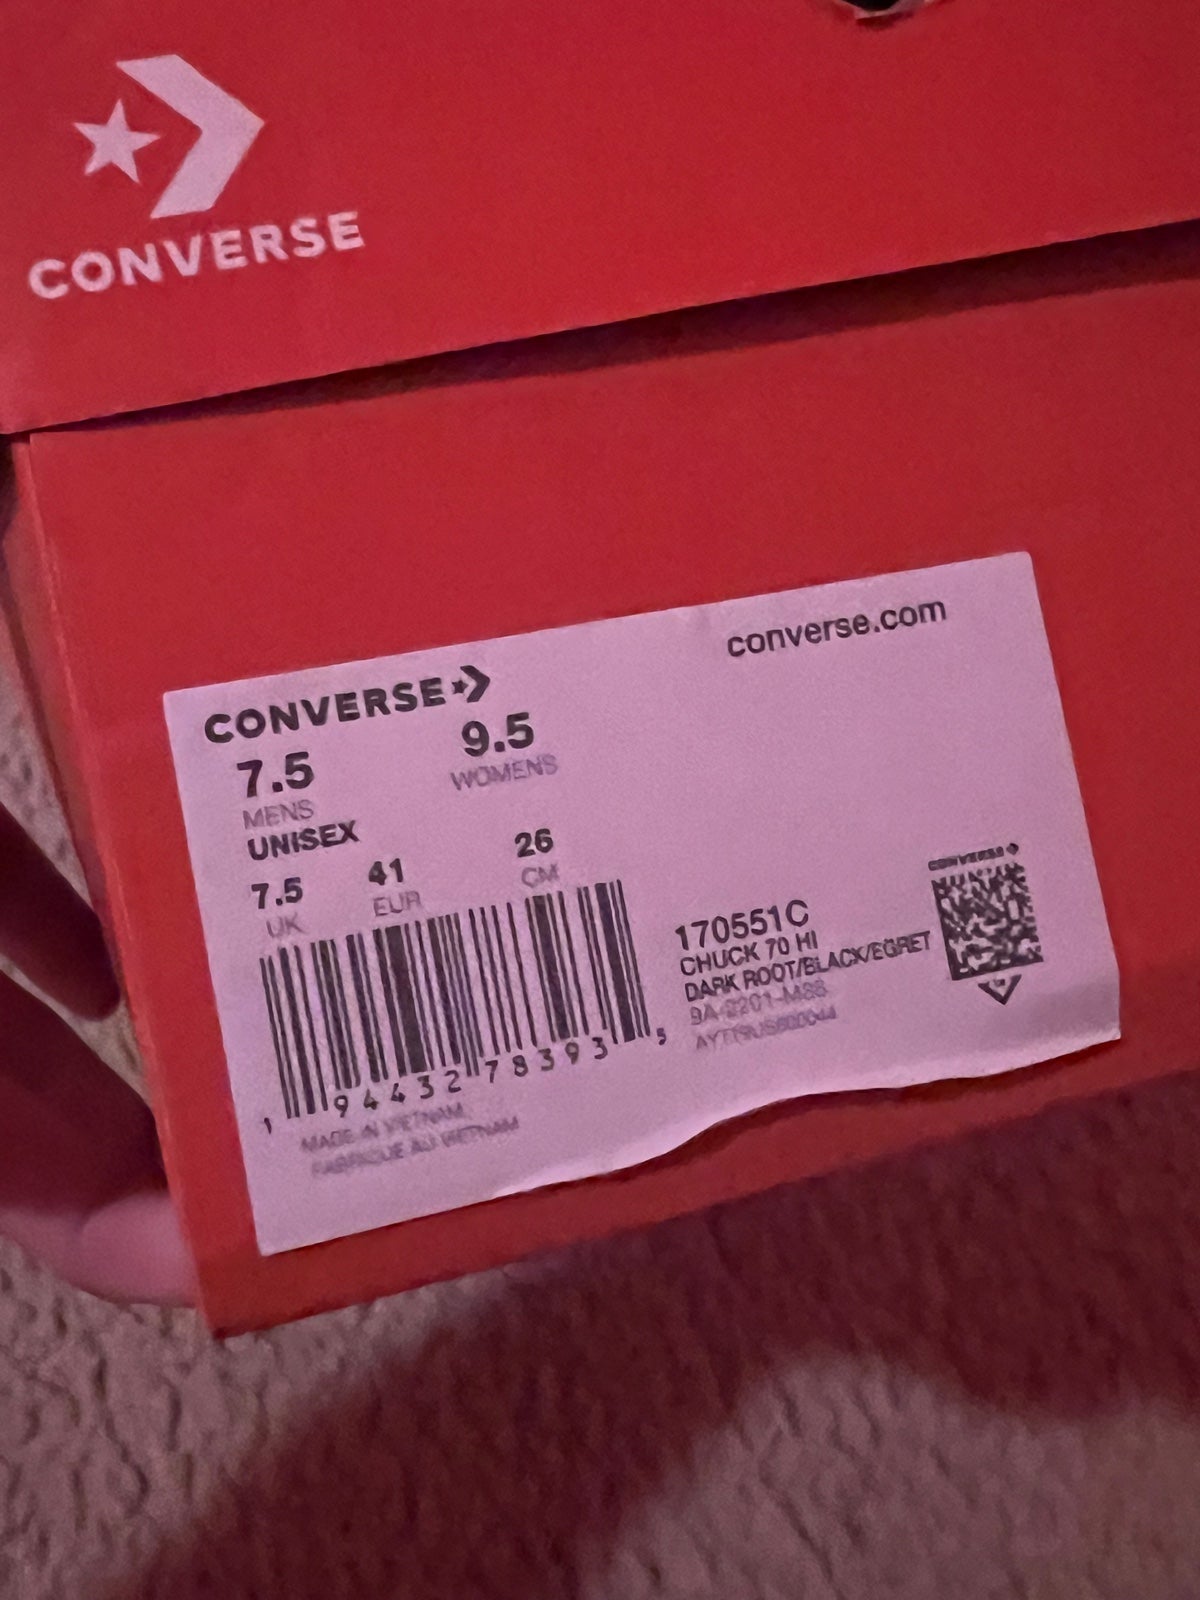 CONVERSE
converse.com
CONVERSE
7.5 9.5
MENS WOMENS
UNISEX
7.5 41 26
UK EUR CM
170551C
CHUCK 70 HI
DARK ROOT/BLACK/EGRET
CONVERSE
1 94432 78393 5
MADE IN VIETNAM
FABRIQUE AU VIETNAM